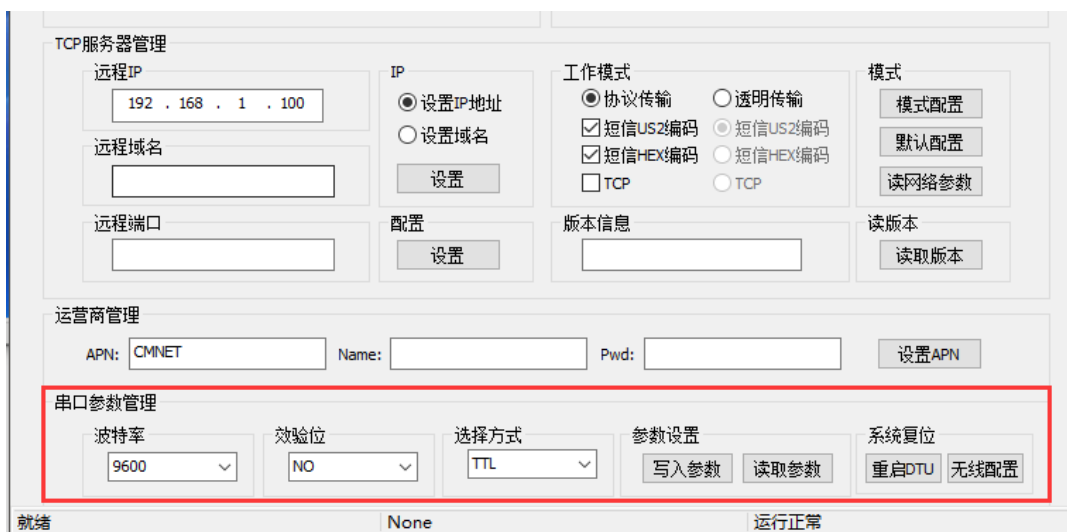 TCP服务器管理
远程IP
192 . 168 . 1 . 100
远程域名
远程端口
IP
设置IP地址
设置域名
设置
配置
设置
工作模式
协议传输 透明传输
短信US2编码 短信US2编码
短信HEX编码 短信HEX编码
TCP TCP
版本信息
模式
模式配置
默认配置
读网络参数
读版本
读取版本
运营商管理
APN: CMNET Name: Pwd: 设置APN
串口参数管理
波特率 效验位 选择方式 参数设置 系统复位
9600 NO TTL 写入参数 读取参数 重启DTU 无线配置
就绪 None 运行正常